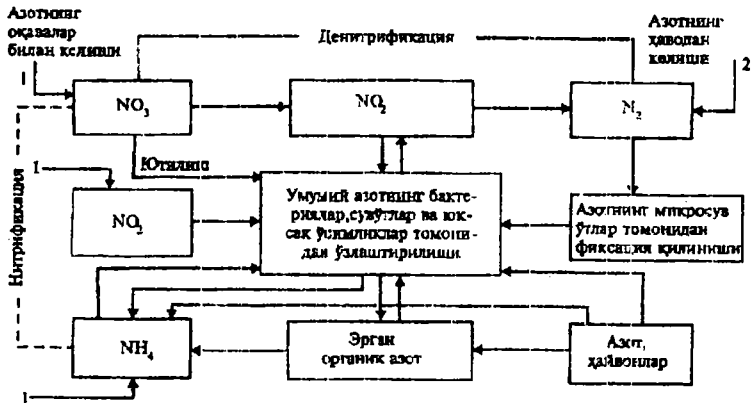 Азотнинг
оқавалар
билан келиши
Денитрификация
Азотнинг
ҳаводан
келиши
1
2
NO₃
NO₂
N₂
Ютилиш
Нитрификация
1
NO₂
Умумий азотнинг бакте-
риялар,сувўтлар ва юк-
сак ўсимликлар томони-
дан ўзлаштирилиши
Азотнинг микросув
ўтлар томонидан
фиксация қилиниши
NH₄
Эрган
органик азот
Азот,
ҳайвонлар
1